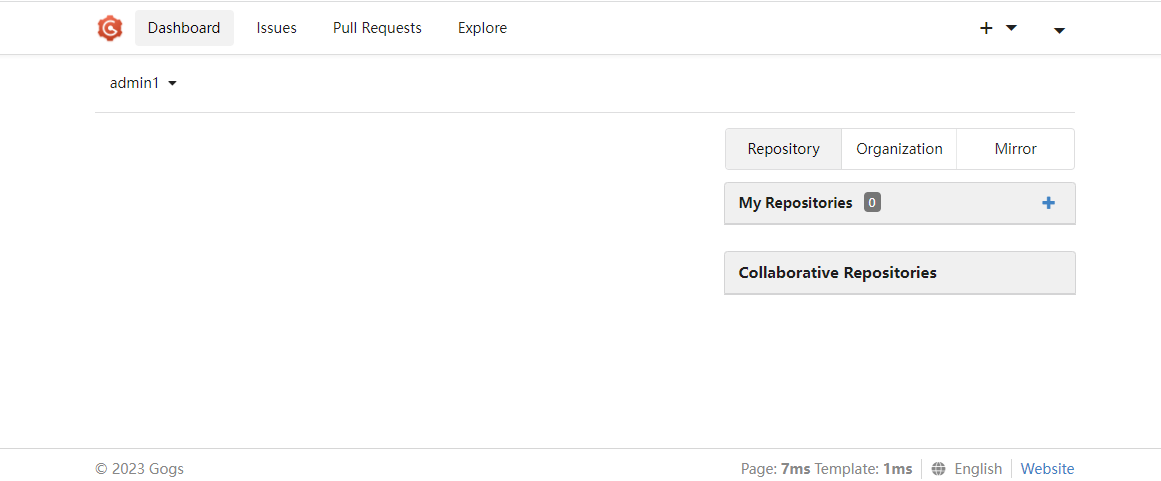 Dashboard Issues Pull Requests Explore
admin1
Repository Organization Mirror
My Repositories 0
Collaborative Repositories
© 2023 Gogs Page: 7ms Template: 1ms English Website